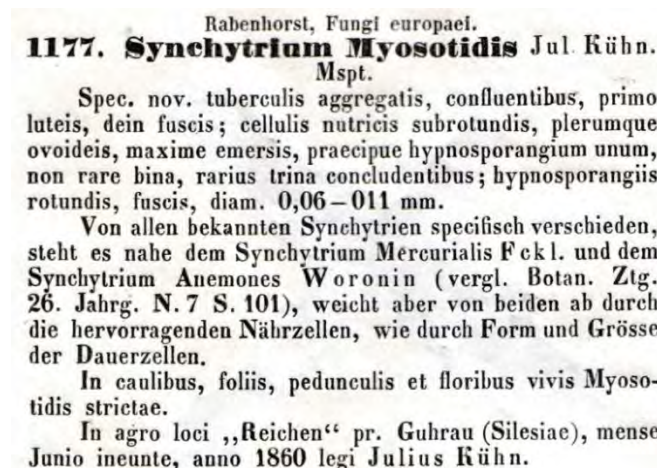 Rabenhorst, Fungi europaei.
1177. Synchytrium Myosotidis Jul Kühn.
Mspt.
Spec. nov. tuberculis aggregatis, confluentibus, primo
luteis, dein fuscis; cellulis nutricis subrotundis, plerumque
ovoideis, maxime emersis, praecipue hypnosporangium unum,
non rare bina, rarius trina concludentibus; hypnosporangiis
rotundis, fuscis, diam. 0,06–011 mm.
Von allen bekannten Synchytrien specifisch verschieden,
steht es nahe dem Synchytrium Mercurialis Fckl. und dem
Synchytrium Anemones Woronin (vergl. Botan. Ztg.
26. Jahrg. N. 7 S. 101), weicht aber von beiden ab durch
die hervorragenden Nährzellen, wie durch Form und Grösse
der Dauerzellen.
In caulibus, foliis, pedunculis et floribus vivis Myoso-
tidis strictae.
In agro loci „Reichen“ pr. Guhrau (Silesiae), mense
Junio ineunte, anno 1860 legi Julius Kühn.